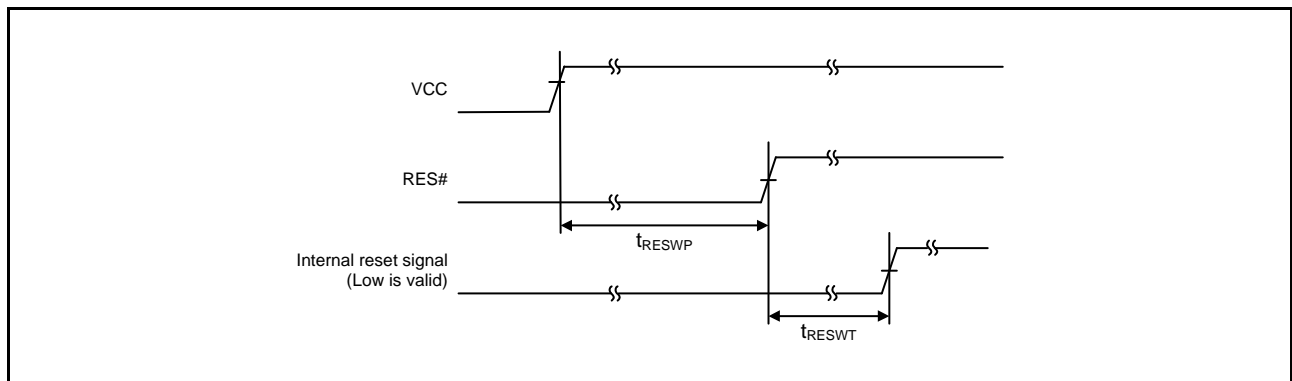 VCC
RES#
tRESWP
Internal reset signal
(Low is valid)
tRESWT